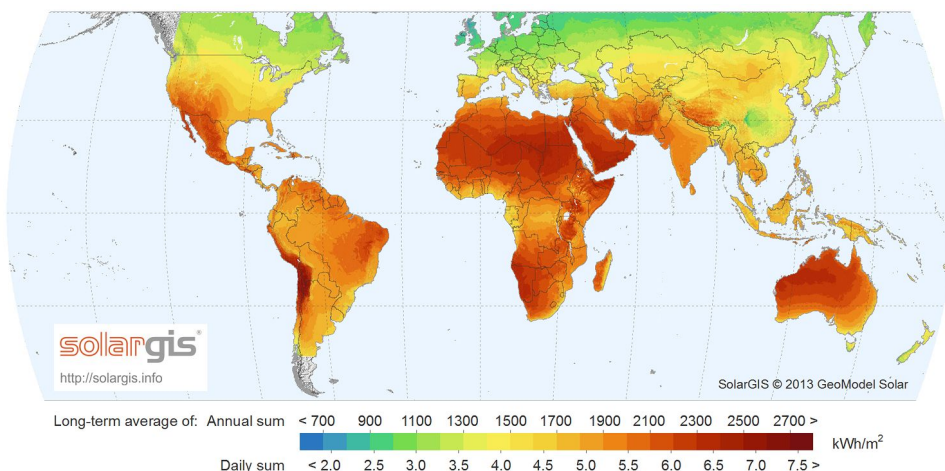 solargis®
http://solargis.info
SolarGIS © 2013 GeoModel Solar
Long-term average of: Annual sum < 700 900 1100 1300 1500 1700 1900 2100 2300 2500 2700 >
kWh/m²
Daily sum < 2.0 2.5 3.0 3.5 4.0 4.5 5.0 5.5 6.0 6.5 7.0 7.5 >